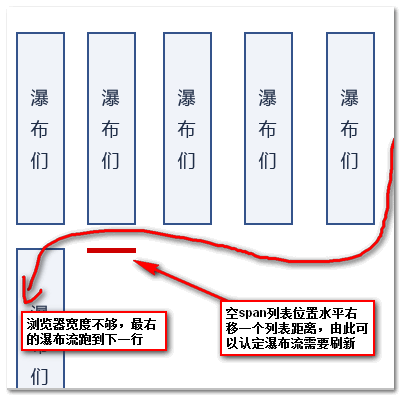 瀑布们
瀑布们
瀑布们
瀑布们
瀑布们
瀑布们
浏览器宽度不够，最右
的瀑布流跑到下一行
空span列表位置水平右
移一个列表距离，由此可
以认定瀑布流需要刷新